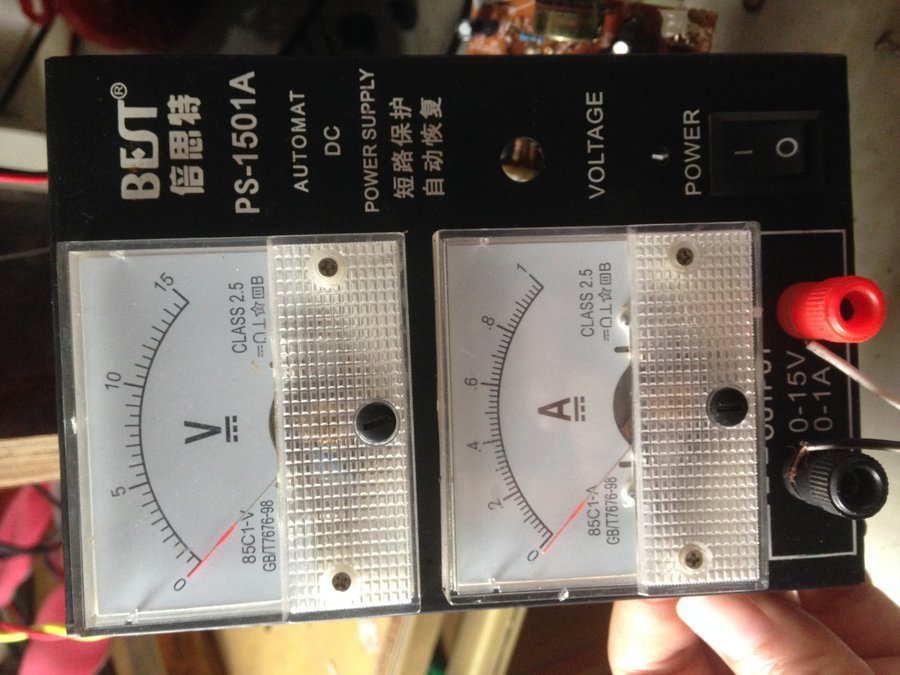 BEST®
倍思特
PS-1501A
AUTOMAT
DC
POWER SUPPLY
短路保护
自动恢复
VOLTAGE
POWER
I
O
0 5 10 15
V
85C1-V
GB/T7676-98
CLASS 2.5
B
0 .2 .4 .6 .8 1
A
85C1-A
GB/T7676-98
CLASS 2.5
B
0-15V
0-1A